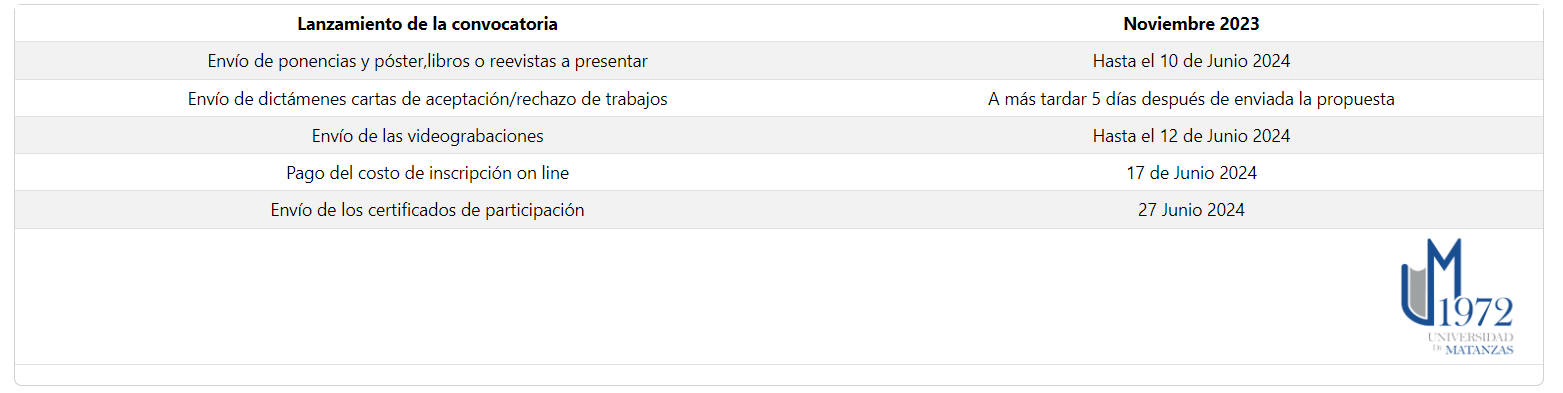 Lanzamiento de la convocatoria Noviembre 2023
Envío de ponencias y póster,libros o reevistas a presentar Hasta el 10 de Junio 2024
Envío de dictámenes cartas de aceptación/rechazo de trabajos A más tardar 5 días después de enviada la propuesta
Envío de las videograbaciones Hasta el 12 de Junio 2024
Pago del costo de inscripción on line 17 de Junio 2024
Envío de los certificados de participación 27 Junio 2024
UM
1972
UNIVERSIDAD
DE MATANZAS